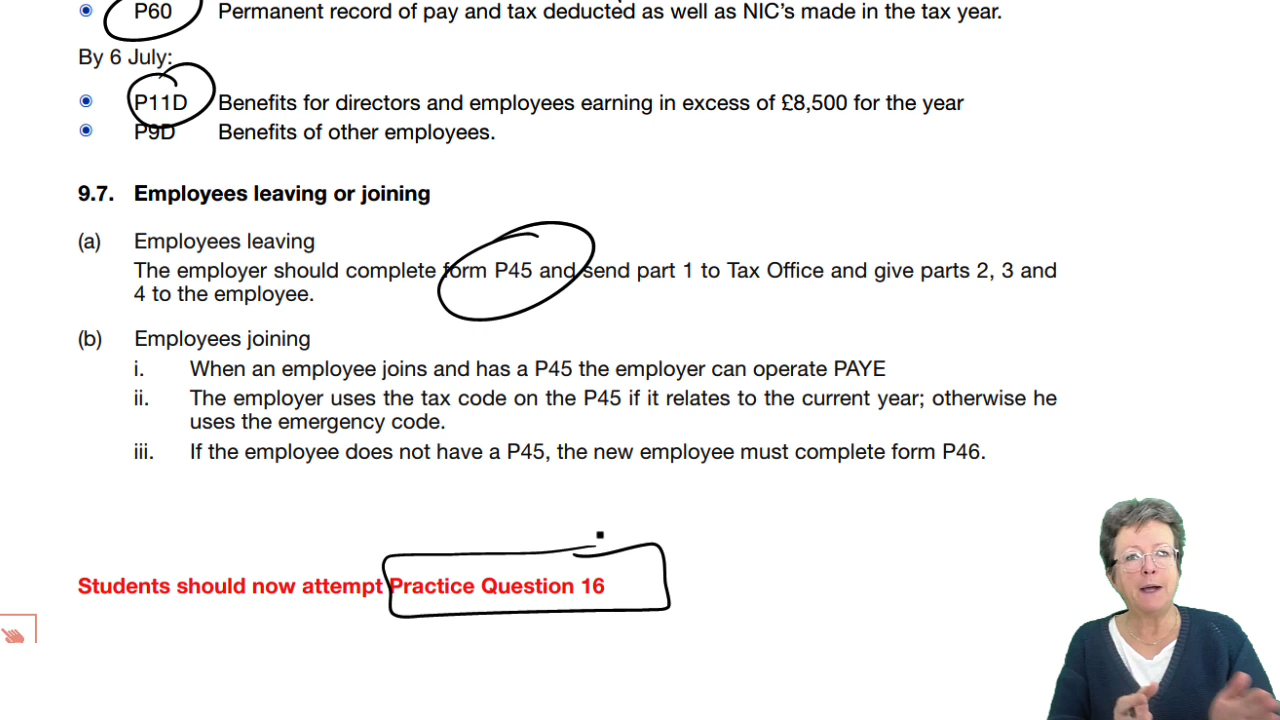 P60 Permanent record of pay and tax deducted as well as NIC's made in the tax year.
By 6 July:
P11D Benefits for directors and employees earning in excess of £8,500 for the year
P9D Benefits of other employees.
9.7. Employees leaving or joining
(a) Employees leaving
The employer should complete form P45 and send part 1 to Tax Office and give parts 2, 3 and
4 to the employee.
(b) Employees joining
i. When an employee joins and has a P45 the employer can operate PAYE
ii. The employer uses the tax code on the P45 if it relates to the current year; otherwise he
uses the emergency code.
iii. If the employee does not have a P45, the new employee must complete form P46.
Students should now attempt Practice Question 16